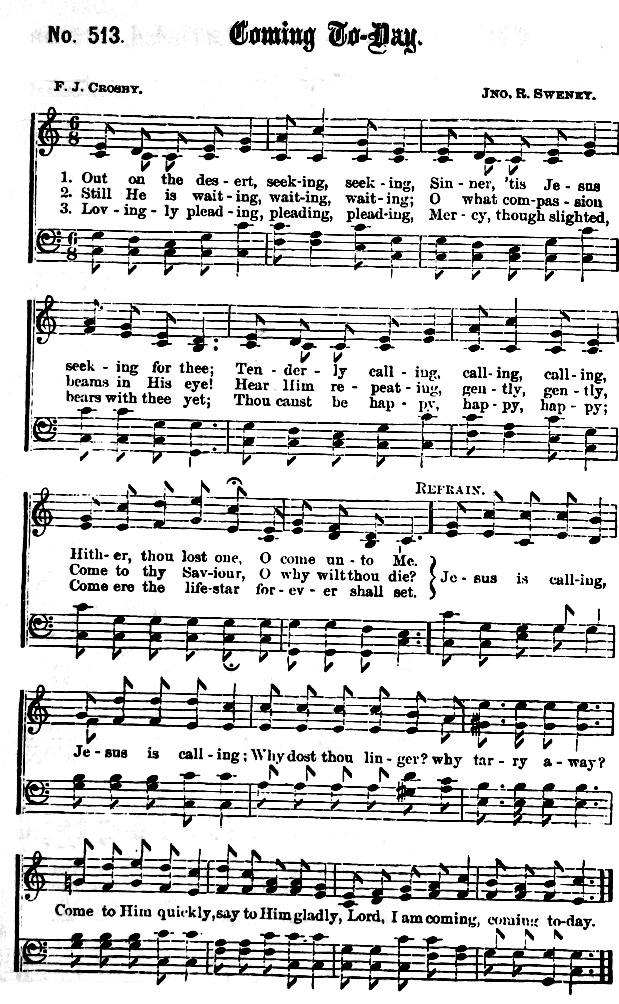 No. 513.
Coming To-Day.
F. J. CROSBY.
JNO. R. SWENEY.
1. Out on the des - ert, seek-ing, seek - ing, Sin - ner, 'tis Je - sus
2. Still He is wait - ing, wait-ing, wait - ing; O what com-pas - sion
3. Lov - ing - ly plead - ing, pleading, plead-ing, Mer - cy, though slighted,
seek - ing for thee; Ten - der - ly call - ing, call - ing, call - ing,
beams in His eye! Hear Him re - peat - ing, gen - tly, gen - tly,
bears with thee yet; Thou canst be hap - py, hap - py, hap - py;
Hith-er, thou lost one, O come un - to Me.
REFRAIN.
Come to thy Sav-iour, O why wilt thou die?
Come ere the life-star for-ev - er shall set.
Je - sus is call-ing,
Je - sus is call - ing; Why dost thou lin - ger? why tar - ry a - way?
Come to Him quickly, say to Him gladly, Lord, I am coming, coming to-day.